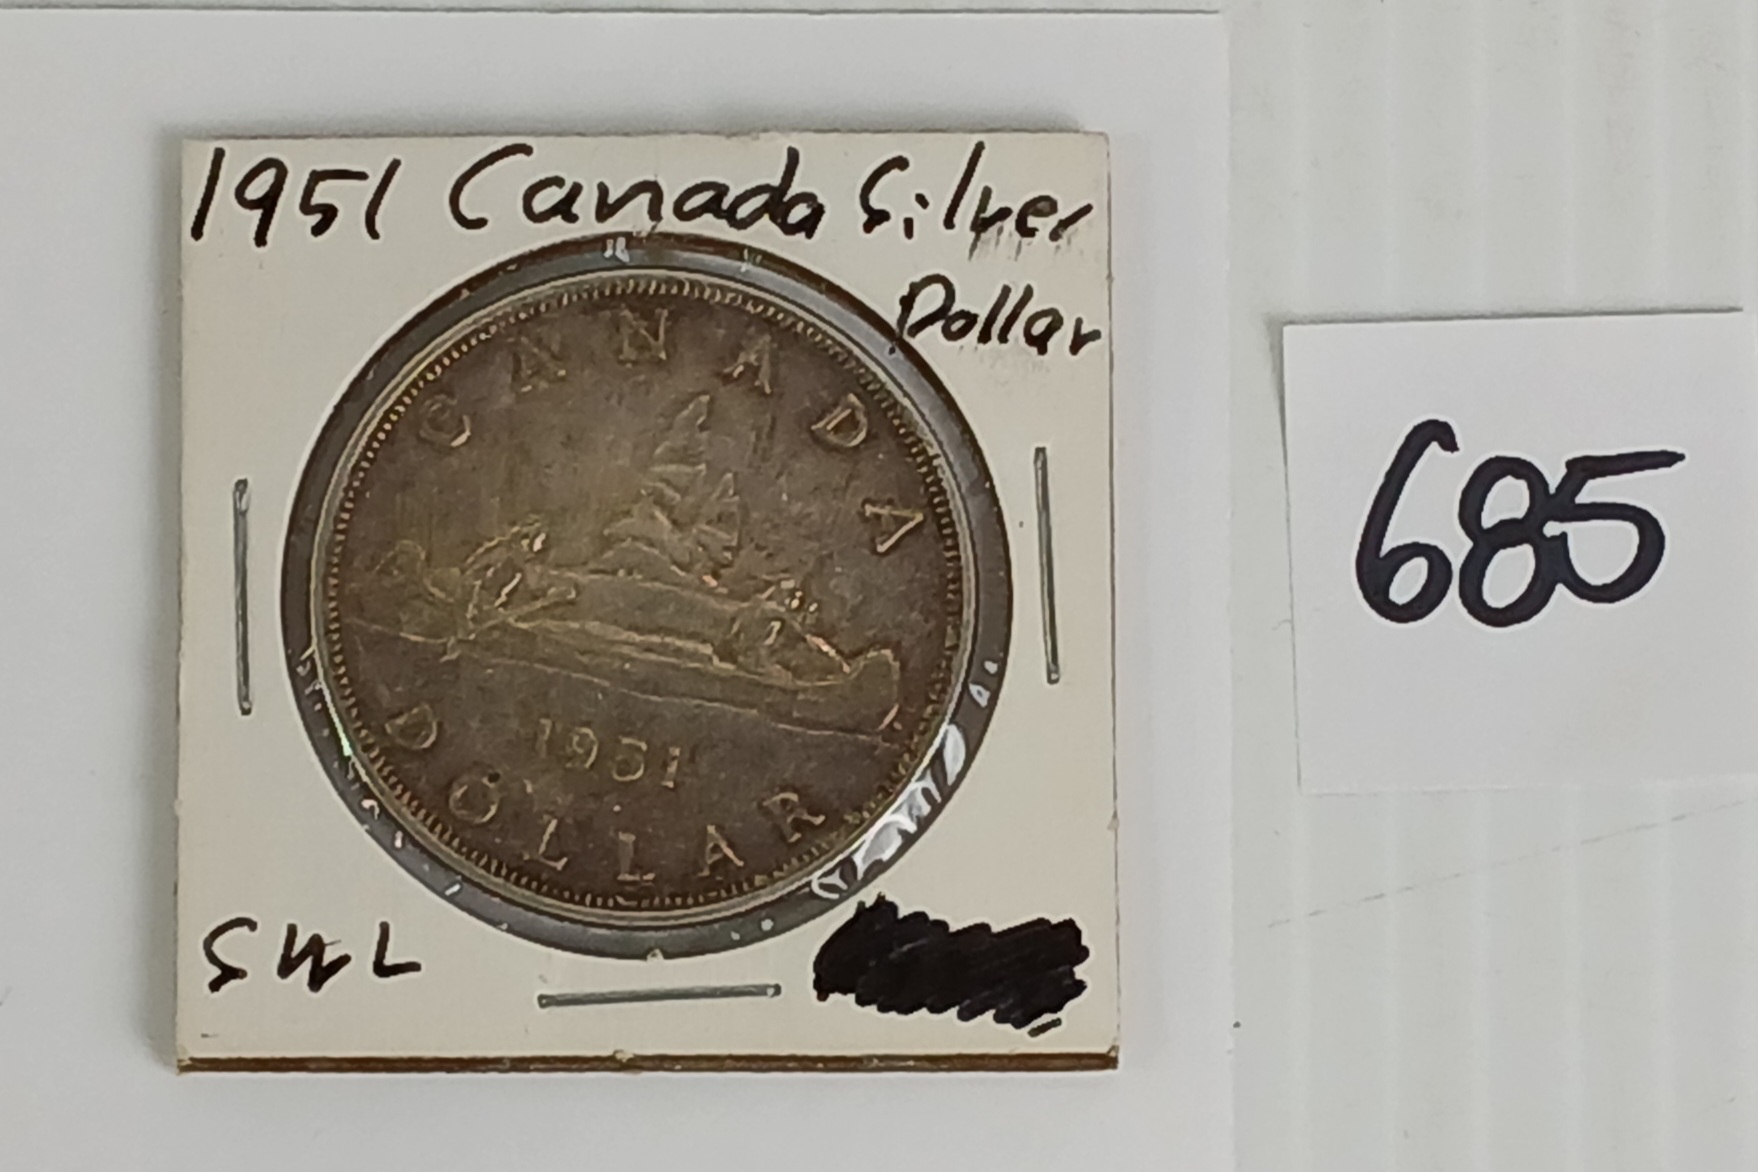 1951 Canada Silver
Dollar
CANADA
1951
DOLLAR
SWL
685